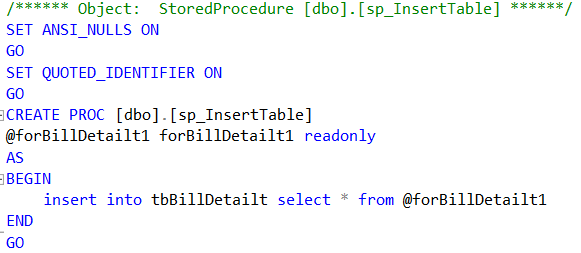 /****** Object:  StoredProcedure [dbo].[sp_InsertTable] ******/
SET ANSI_NULLS ON
GO
SET QUOTED_IDENTIFIER ON
GO
CREATE PROC [dbo].[sp_InsertTable]
@forBillDetailt1 forBillDetailt1 readonly
AS
BEGIN
    insert into tbBillDetailt select * from @forBillDetailt1
END
GO